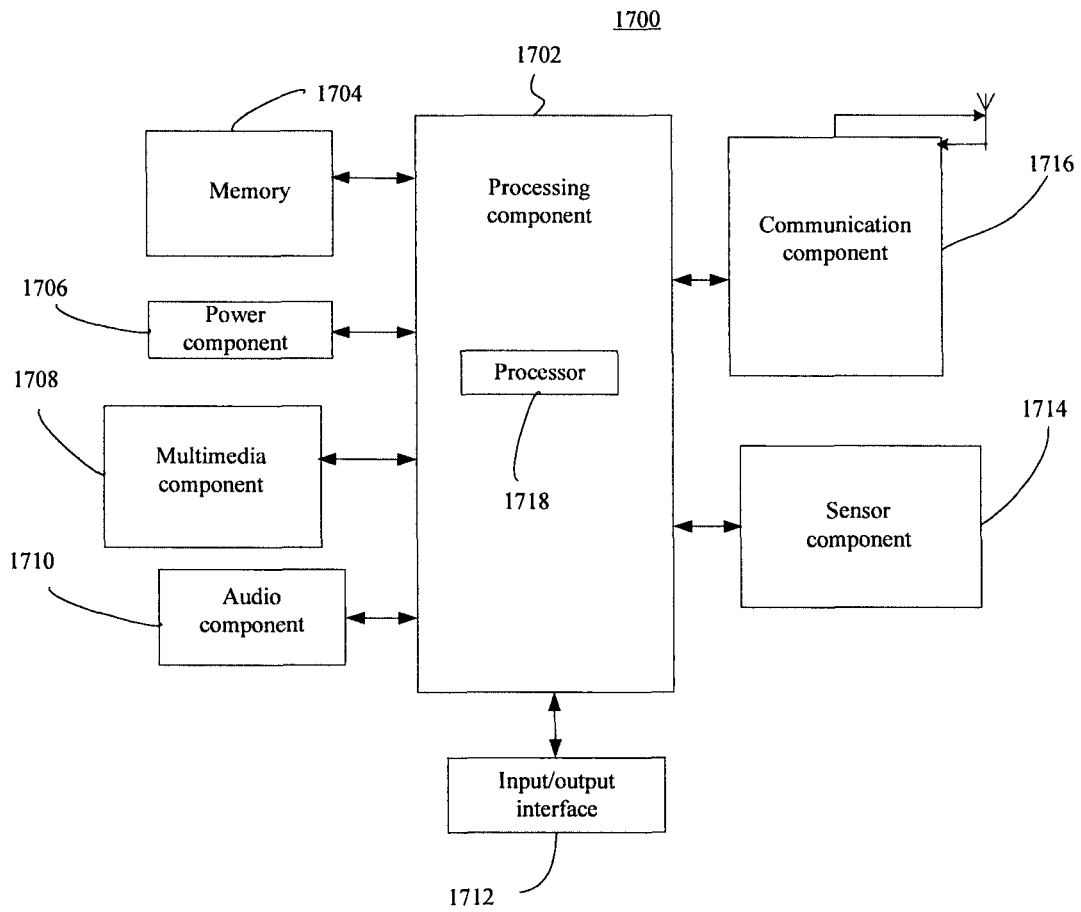 1700
1702
1704
Memory
Processing
component
1716
Communication
component
1706
Power
component
Processor
1718
1708
Multimedia
component
1714
Sensor
component
1710
Audio
component
Input/output
interface
1712